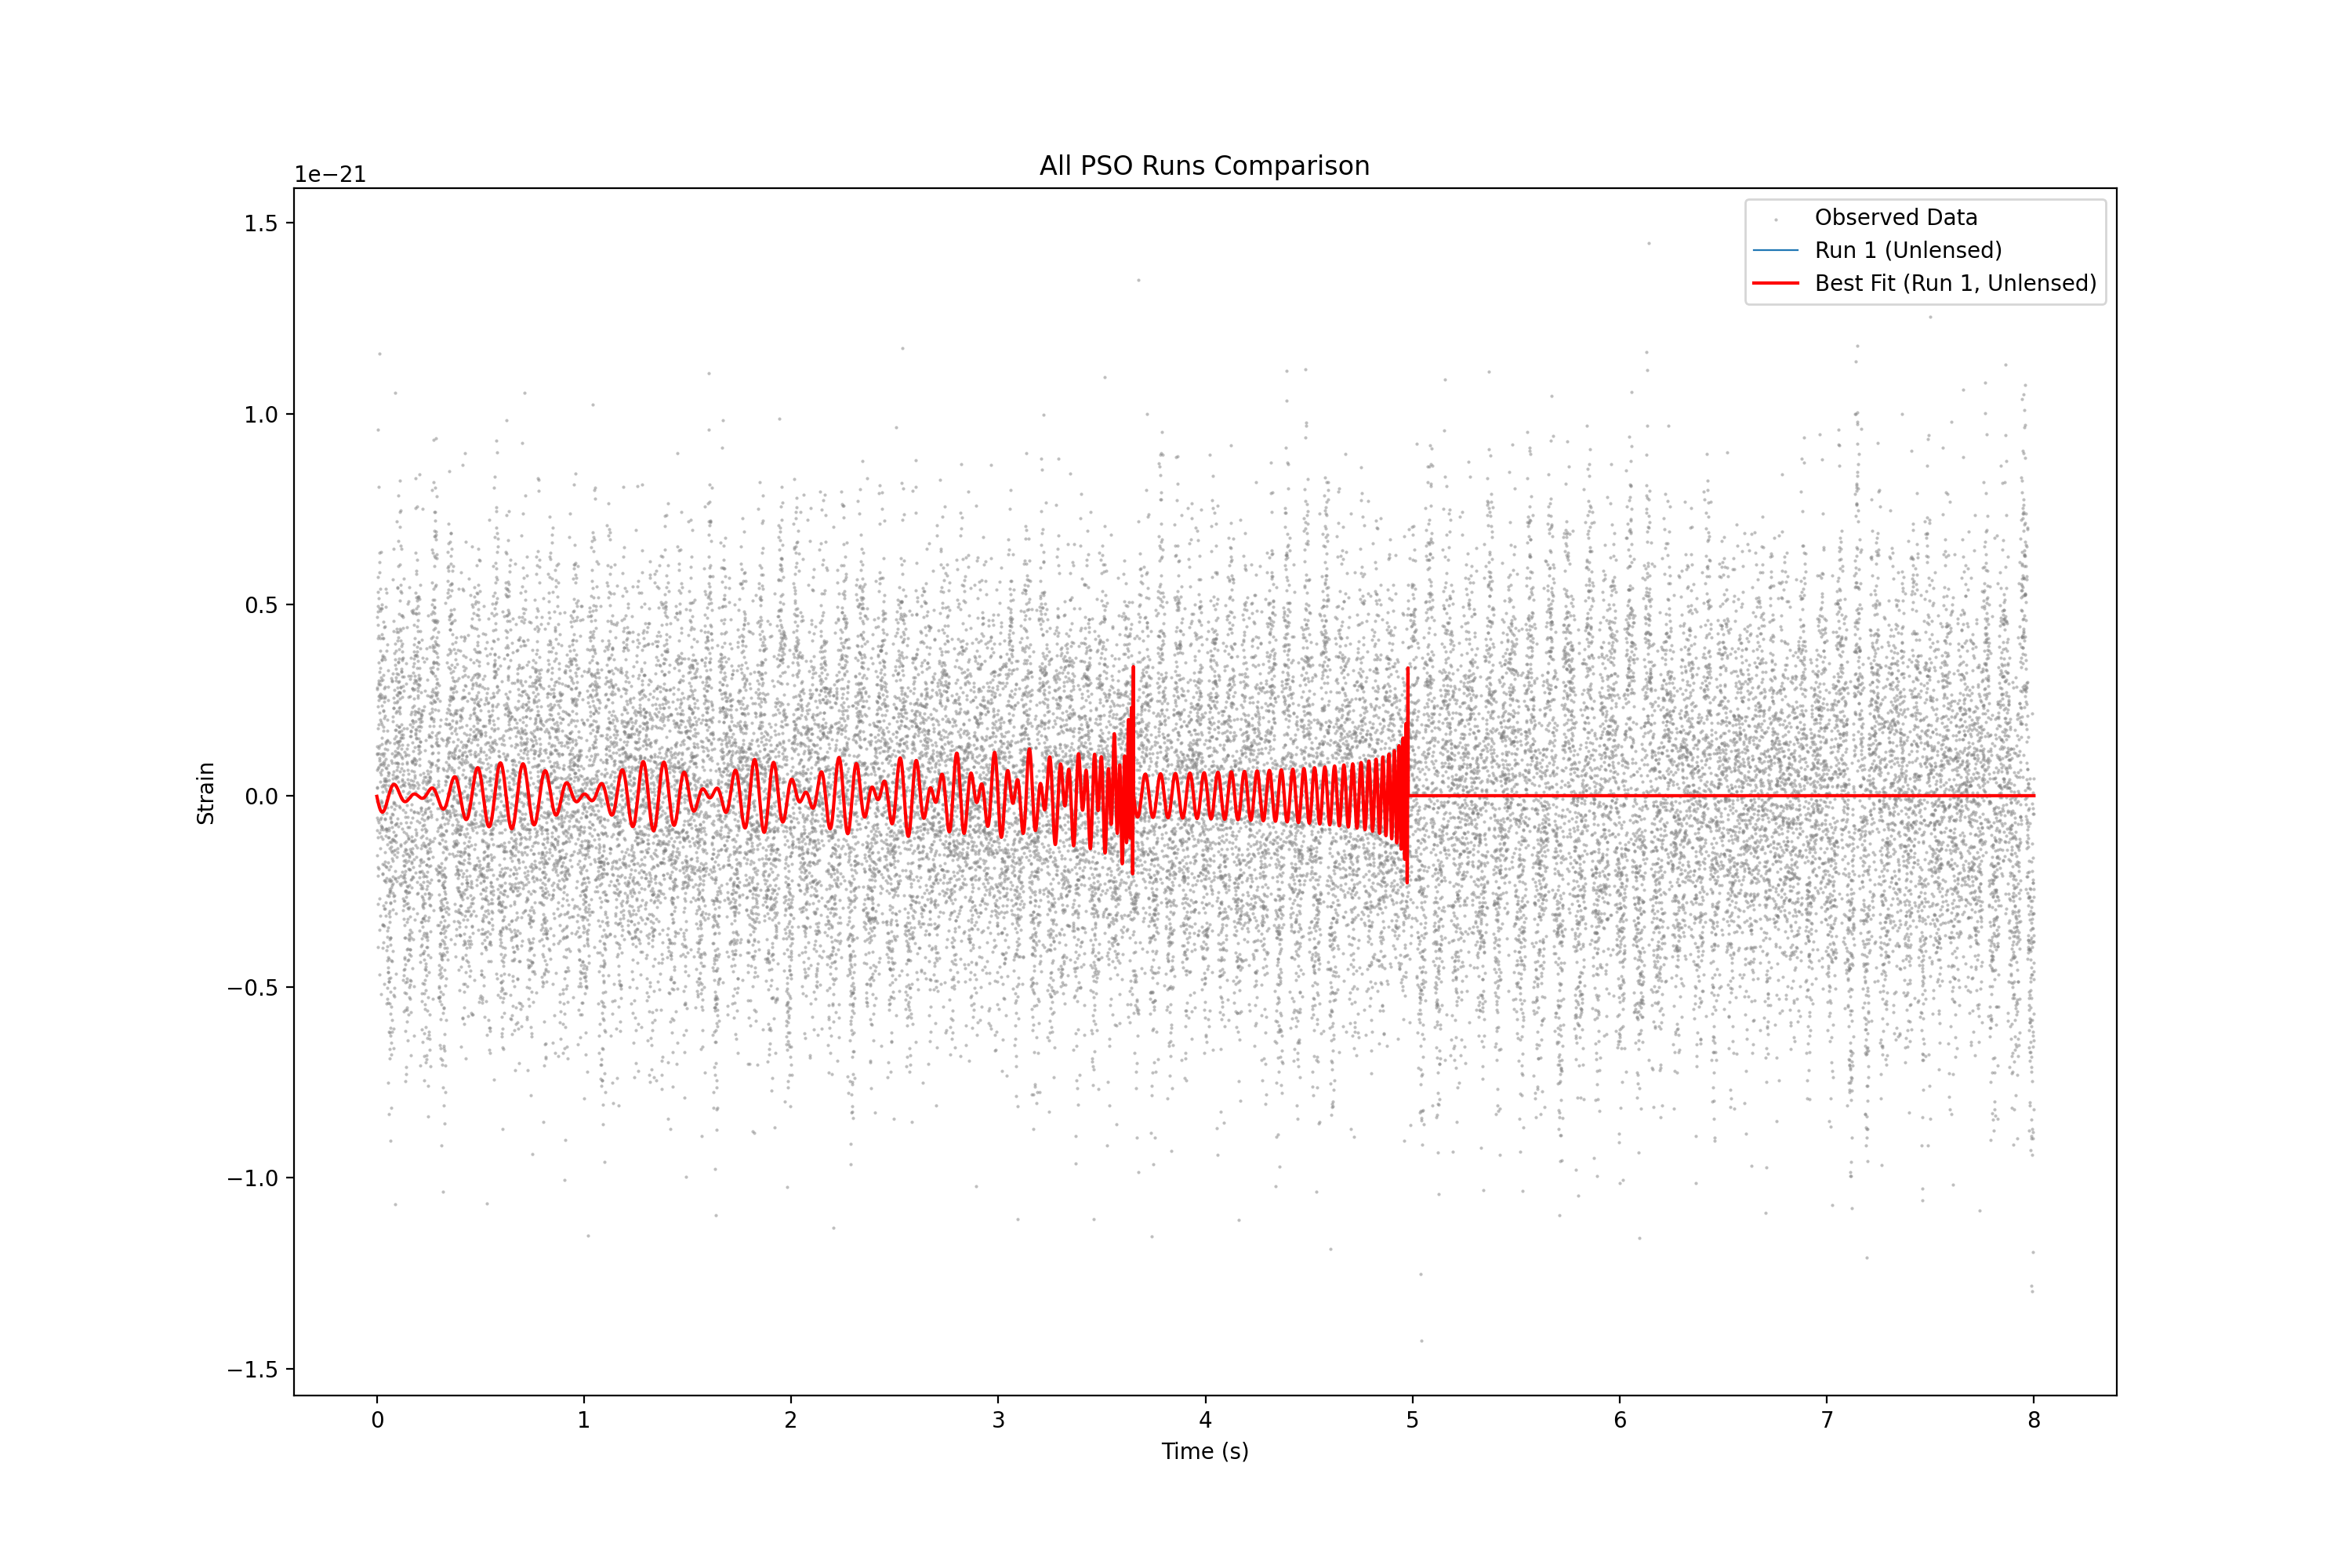 All PSO Runs Comparison
1e−21
Observed Data
Run 1 (Unlensed)
Best Fit (Run 1, Unlensed)
1.5
1.0
0.5
0.0
−0.5
−1.0
−1.5
Strain
0 1 2 3 4 5 6 7 8
Time (s)